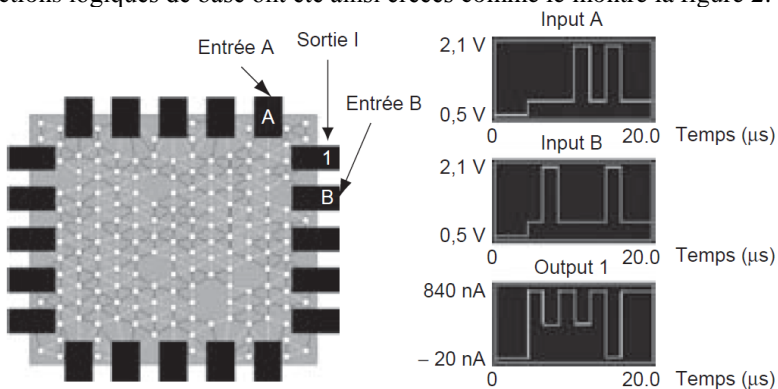 ctions logiques de base ont été ainsi créées comme le montre la figure 2.
Entrée A
Sortie I
Entrée B
A
1
B
Input A
2,1 V
0,5 V
0
20.0
Temps (μs)
Input B
2,1 V
0,5 V
0
20.0
Temps (μs)
Output 1
840 nA
– 20 nA
0
20.0
Temps (μs)